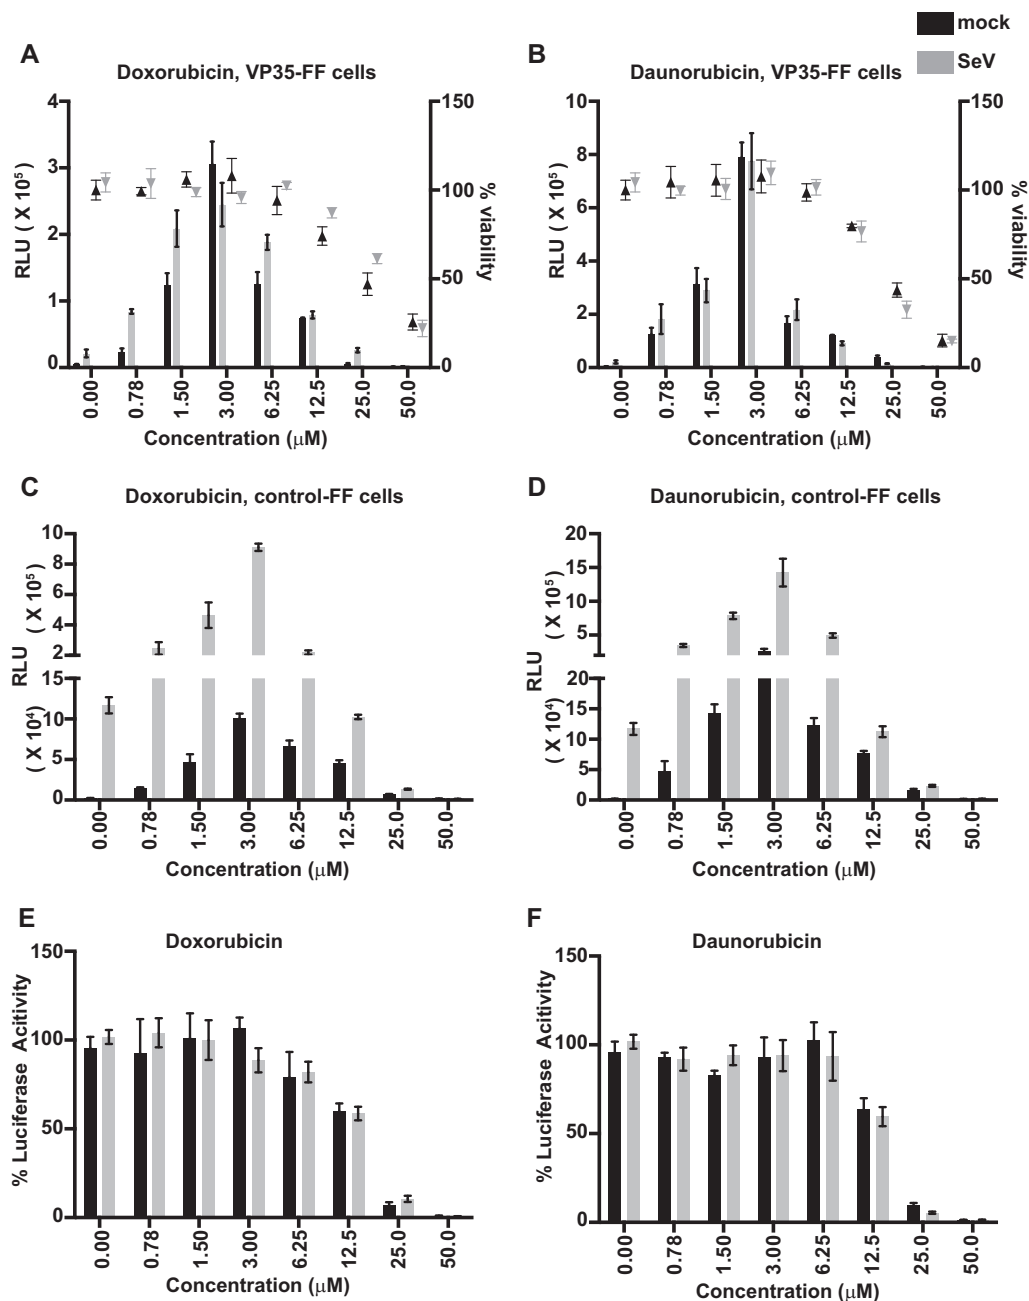 mock
SeV
A
Doxorubicin, VP35-FF cells
4
3
2
1
0
RLU ( X 10⁵)
150
100
50
0
% viability
0.00
0.78
1.50
3.00
6.25
12.5
25.0
50.0
Concentration (μM)
B
Daunorubicin, VP35-FF cells
10
8
6
4
2
0
RLU ( X 10⁵)
150
100
50
0
% viability
0.00
0.78
1.50
3.00
6.25
12.5
25.0
50.0
Concentration (μM)
C
Doxorubicin, control-FF cells
10
8
6
4
2
15
10
5
0
RLU
( X 10⁵)
( X 10⁴)
0.00
0.78
1.50
3.00
6.25
12.5
25.0
50.0
Concentration (μM)
D
Daunorubicin, control-FF cells
20
15
10
5
20
15
10
5
0
RLU
( X 10⁵)
( X 10⁴)
0.00
0.78
1.50
3.00
6.25
12.5
25.0
50.0
Concentration (μM)
E
Doxorubicin
150
100
50
0
% Luciferase Acitivity
0.00
0.78
1.50
3.00
6.25
12.5
25.0
50.0
Concentration (μM)
F
Daunorubicin
150
100
50
0
% Luciferase Acitivity
0.00
0.78
1.50
3.00
6.25
12.5
25.0
50.0
Concentration (μM)